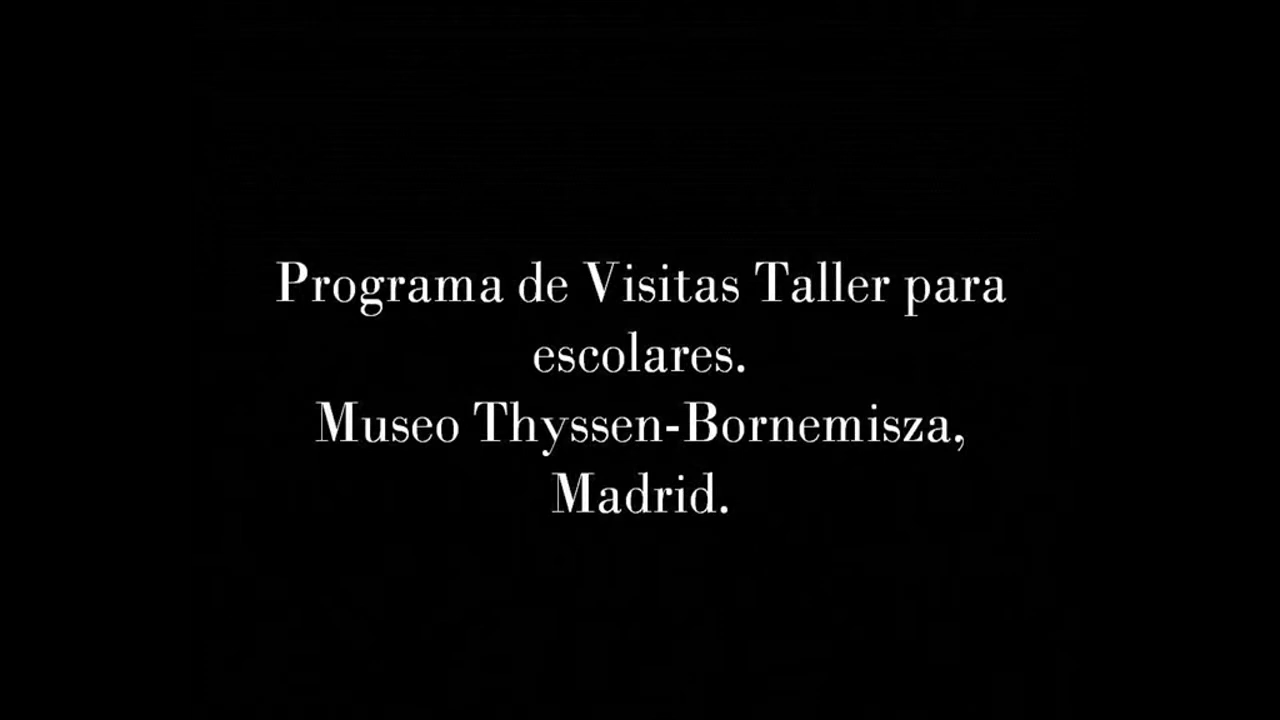 Programa de Visitas Taller para
escolares.
Museo Thyssen-Bornemisza,
Madrid.